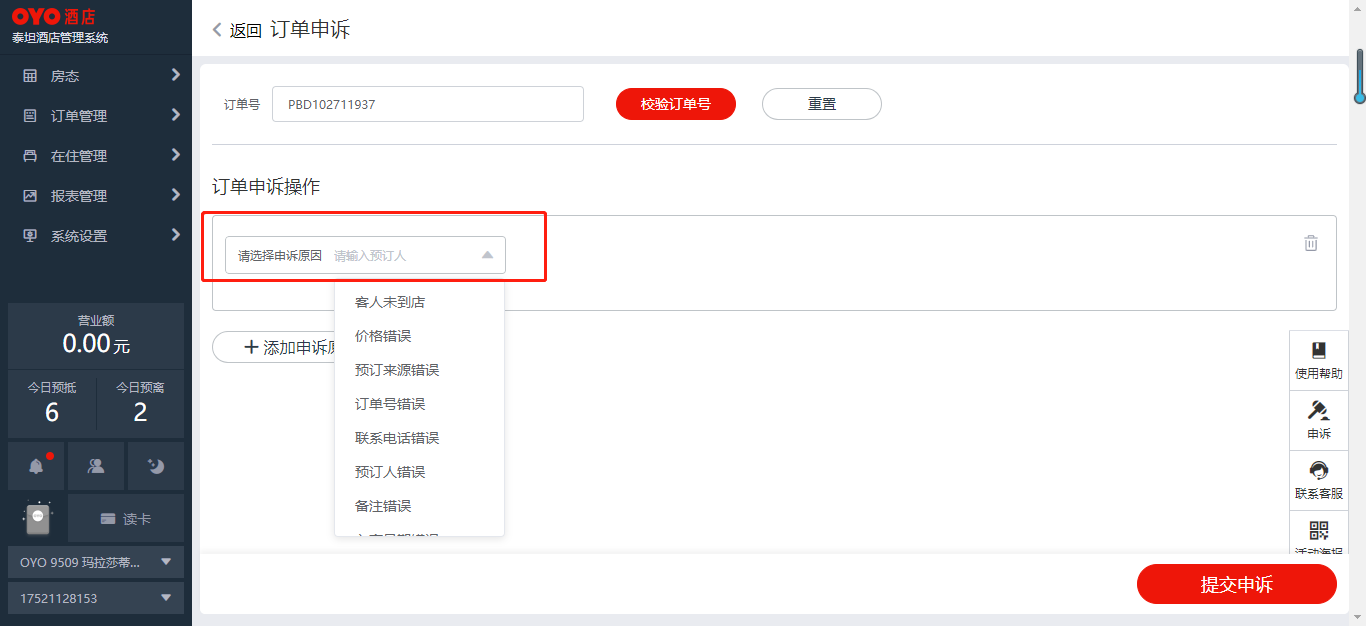 OYO 酒店
泰坦酒店管理系统
房态
订单管理
在住管理
报表管理
系统设置
营业额
0.00元
今日预抵
6
今日预离
2
读卡
OYO 9509 玛拉莎蒂...
17521128153
返回 订单申诉
订单号
PBD102711937
校验订单号
重置
订单申诉操作
请选择申诉原因 请输入预订人
客人未到店
价格错误
预订来源错误
订单号错误
联系电话错误
预订人错误
备注错误
添加申诉
使用帮助
申诉
联系客服
活动海报
提交申诉